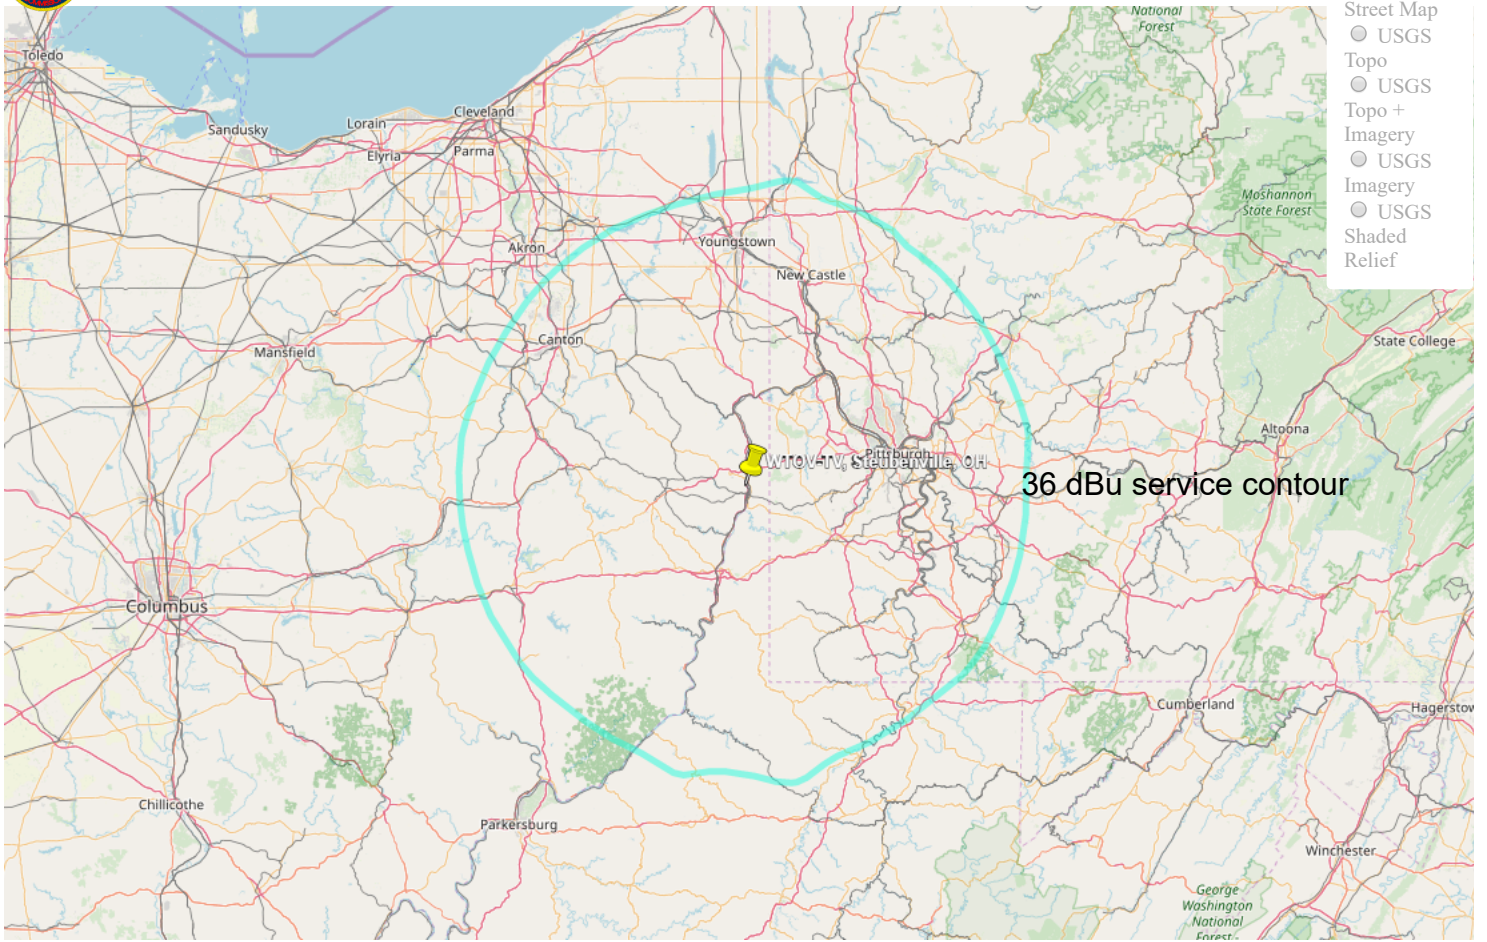 National
Forest
Street Map
USGS
Topo
USGS
Topo +
Imagery
USGS
Imagery
USGS
Shaded
Relief
Toledo
Sandusky
Lorain
Cleveland
Elyria
Parma
Moshannon
State Forest
Akron
Youngstown
New Castle
Mansfield
Canton
State College
Altoona
Pittsburgh
WTOV-TV, Steubenville, OH
36 dBu service contour
Columbus
Cumberland
Hagerstow
Chillicothe
Parkersburg
Winchester
George
Washington
National
Forest -